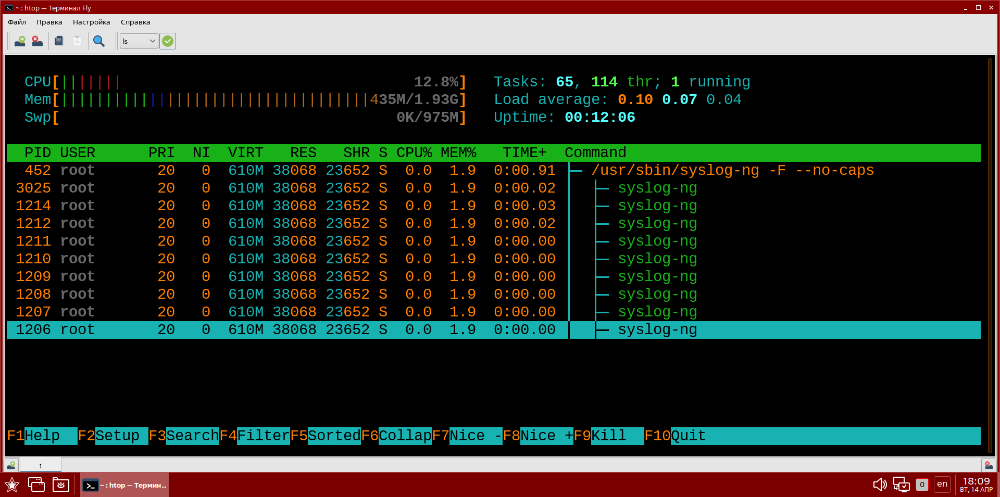 ~ : htop — Терминал Fly
Файл Правка Настройка Справка
ls
CPU[||||||| 12.8%] Tasks: 65, 114 thr; 1 running
Mem[|||||||||||||||||||||||||||||||||||435M/1.93G] Load average: 0.10 0.07 0.04
Swp[ 0K/975M] Uptime: 00:12:06
PID USER PRI NI VIRT RES SHR S CPU% MEM% TIME+ Command
452 root 20 0 610M 38068 23652 S 0.0 1.9 0:00.91 ├─ /usr/sbin/syslog-ng -F --no-caps
3025 root 20 0 610M 38068 23652 S 0.0 1.9 0:00.02 │ ├─ syslog-ng
1214 root 20 0 610M 38068 23652 S 0.0 1.9 0:00.03 │ ├─ syslog-ng
1212 root 20 0 610M 38068 23652 S 0.0 1.9 0:00.02 │ ├─ syslog-ng
1211 root 20 0 610M 38068 23652 S 0.0 1.9 0:00.00 │ ├─ syslog-ng
1210 root 20 0 610M 38068 23652 S 0.0 1.9 0:00.00 │ ├─ syslog-ng
1209 root 20 0 610M 38068 23652 S 0.0 1.9 0:00.00 │ ├─ syslog-ng
1208 root 20 0 610M 38068 23652 S 0.0 1.9 0:00.00 │ ├─ syslog-ng
1207 root 20 0 610M 38068 23652 S 0.0 1.9 0:00.00 │ ├─ syslog-ng
1206 root 20 0 610M 38068 23652 S 0.0 1.9 0:00.00 │ ├─ syslog-ng
F1Help F2Setup F3SearchF4FilterF5SortedF6CollapF7Nice -F8Nice +F9Kill F10Quit
1
~ : htop — Термин...
0
en
18:09
ВТ, 14 АПР